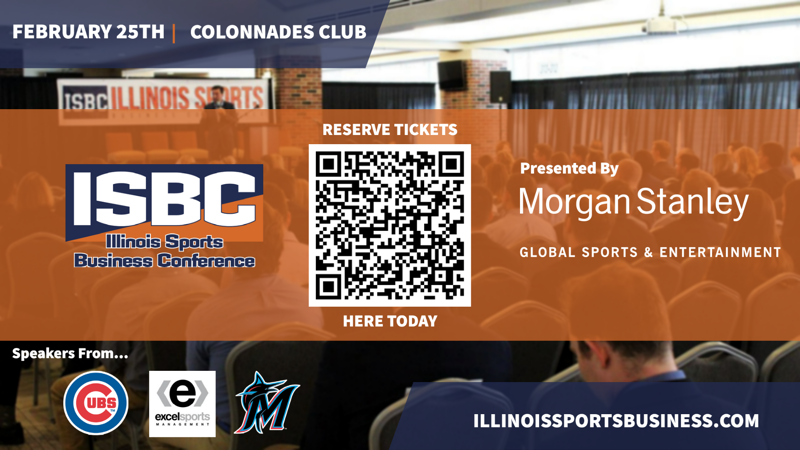 FEBRUARY 25TH | COLONNADES CLUB
ISBC ILLINOIS SPORTS
RESERVE TICKETS
ISBC
Illinois Sports
Business Conference
HERE TODAY
Presented By
Morgan Stanley
GLOBAL SPORTS & ENTERTAINMENT
Speakers From...
CUBS
e
excelsports
MANAGEMENT
M
ILLINOISSPORTSBUSINESS.COM